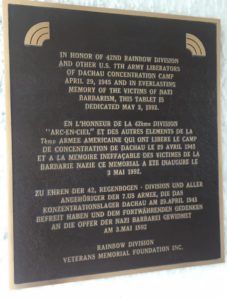 IN HONOR OF 42ND RAINBOW DIVISION
AND OTHER U.S. 7TH ARMY LIBERATORS
OF DACHAU CONCENTRATION CAMP
APRIL 29, 1945 AND IN EVERLASTING
MEMORY OF THE VICTIMS OF NAZI
BARBARISM, THIS TABLET IS
DEDICATED MAY 3, 1992.
EN L'HONNEUR DE LA 42ème DIVISION
"ARC-EN-CIEL" ET DES AUTRES ELEMENTS DE LA
7ème ARMEE AMERICAINE QUI ONT LIBERE LE CAMP
DE CONCENTRATION DE DACHAU LE 29 AVRIL 1945
ET A LA MEMOIRE INEFFAÇABLE DES VICTIMES DE LA
BARBARIE NAZIE CE MEMORIAL A ETE INAUGURE LE
3 MAI 1992.
ZU EHREN DER 42. REGENBOGEN - DIVISION UND ALLER
ANGEHÖRIGER DER 7.US ARMEE, DIE DAS
KONZENTRATIONSLAGER DACHAU AM 29.APRIL 1945
BEFREIT HABEN UND DEM FORTWÄHRENDEN GEDENKEN
AN DIE OPFER DER NAZI BARBAREI GEWIDMET
AM 3.MAI 1992
RAINBOW DIVISION
VETERANS MEMORIAL FOUNDATION INC.